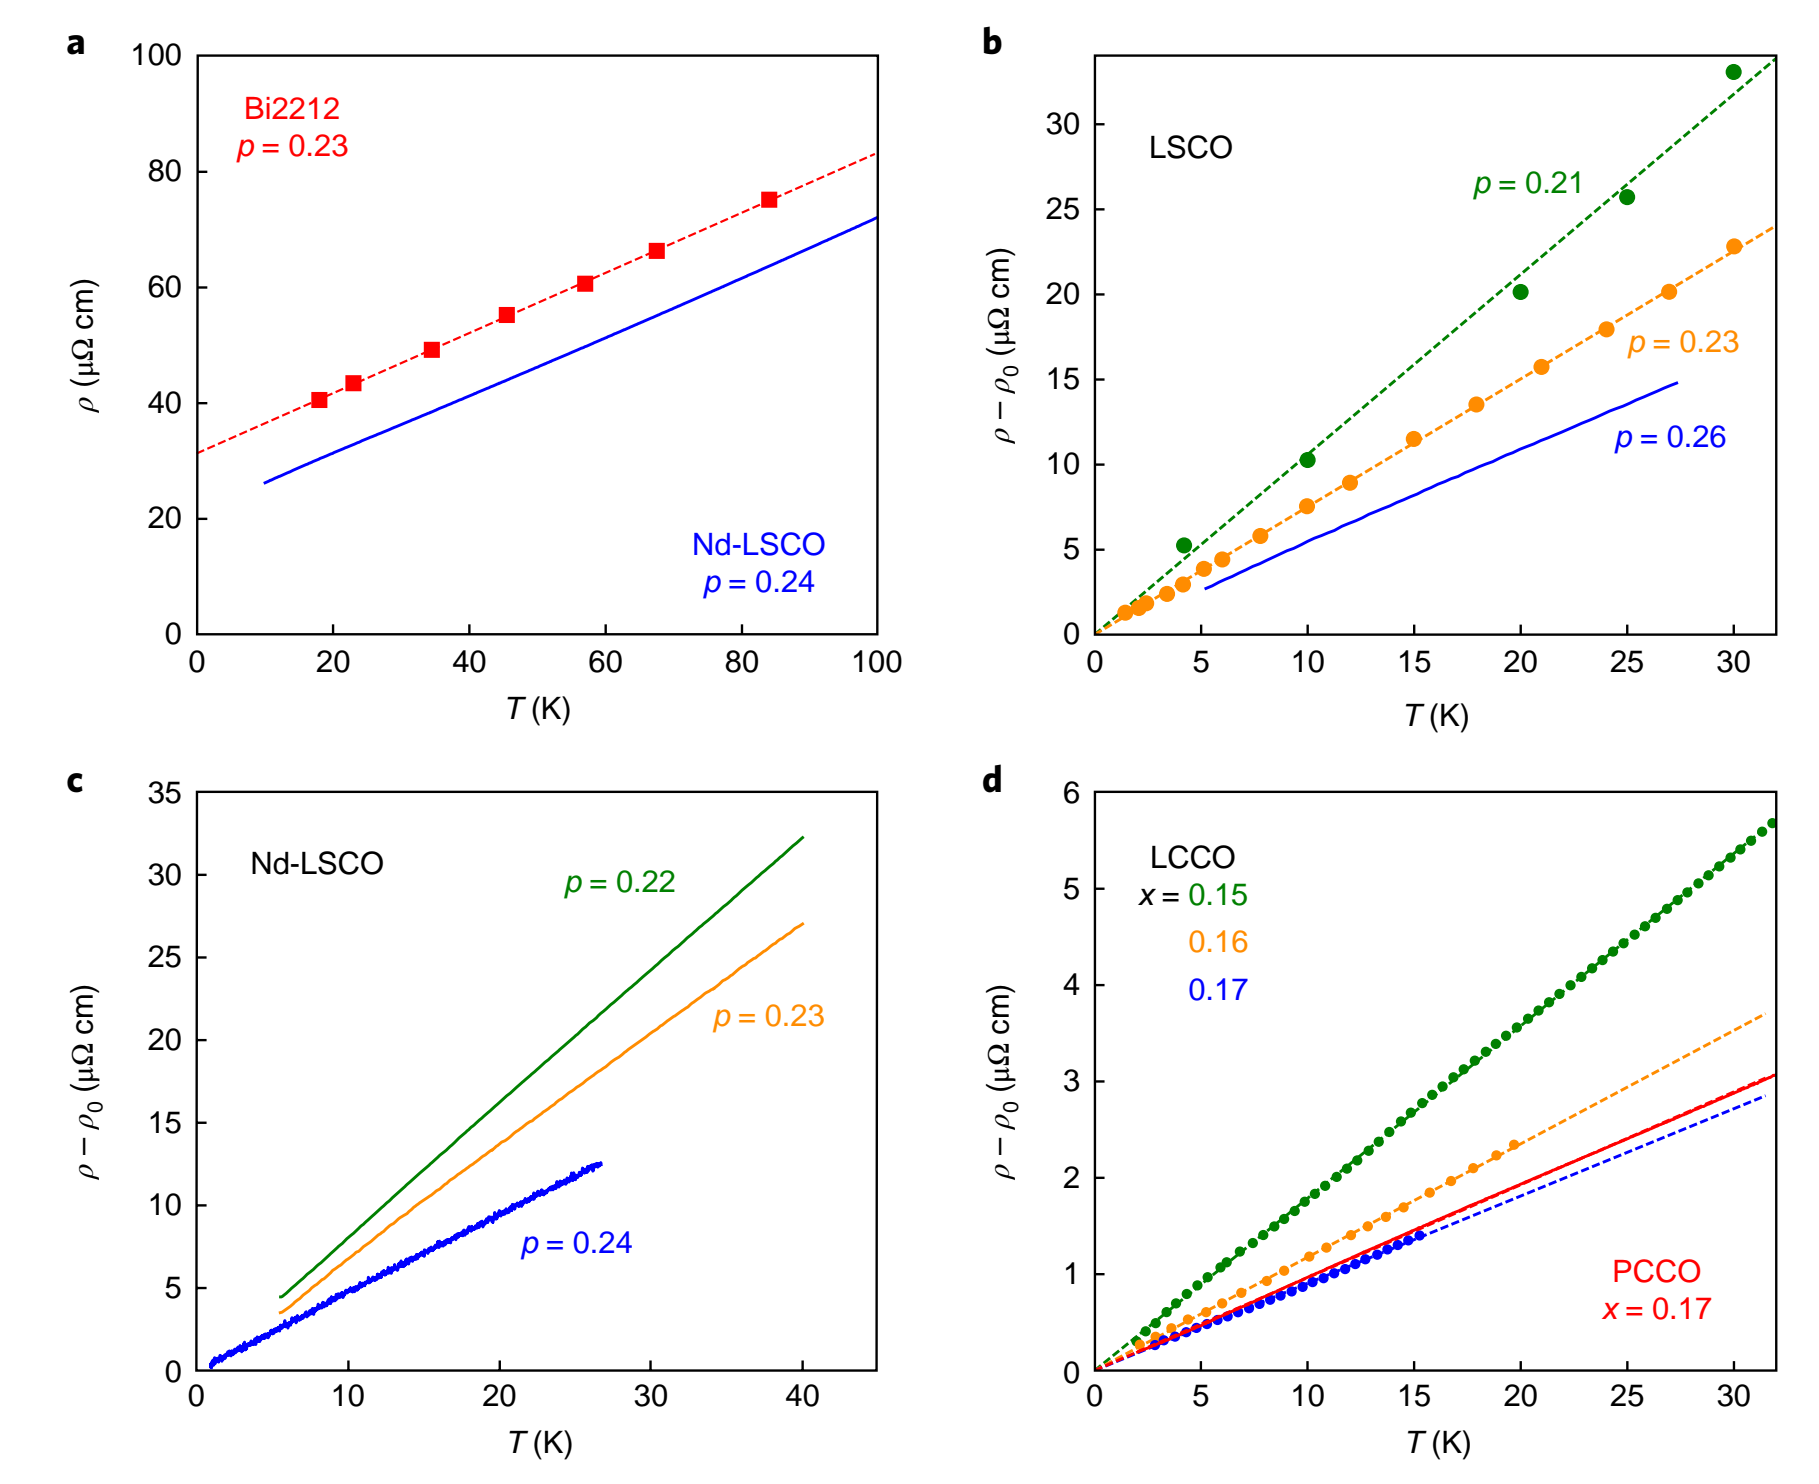 a
100
80
60
40
20
0
ρ (μΩ cm)
Bi2212
p = 0.23
Nd-LSCO
p = 0.24
0 20 40 60 80 100
T (K)
b
30
25
20
15
10
5
0
ρ – ρ0 (μΩ cm)
LSCO
p = 0.21
p = 0.23
p = 0.26
0 5 10 15 20 25 30
T (K)
c
35
30
25
20
15
10
5
0
ρ – ρ0 (μΩ cm)
Nd-LSCO
p = 0.22
p = 0.23
p = 0.24
0 10 20 30 40
T (K)
d
6
5
4
3
2
1
0
ρ – ρ0 (μΩ cm)
LCCO
x = 0.15
0.16
0.17
PCCO
x = 0.17
0 5 10 15 20 25 30
T (K)